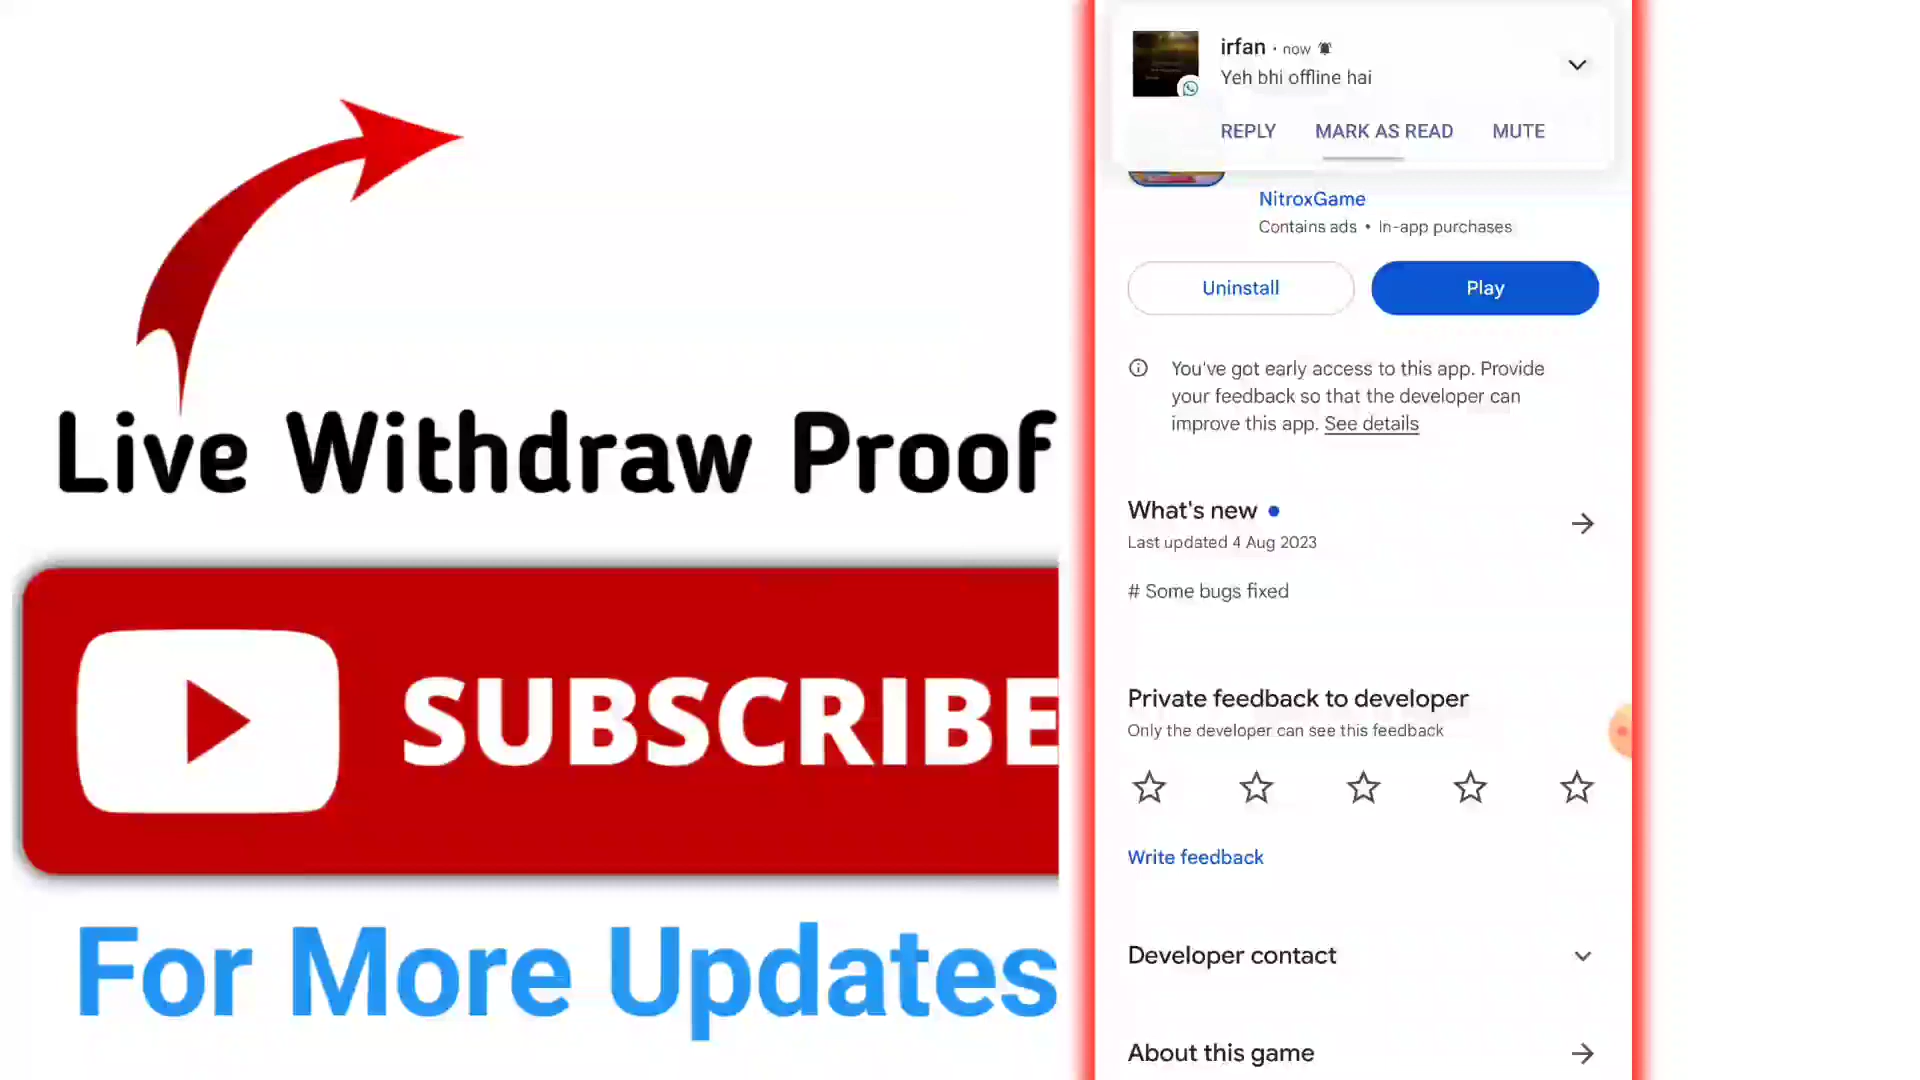 Live Withdraw Proof
SUBSCRIBE
For More Updates
irfan • now
Yeh bhi offline hai
REPLY MARK AS READ MUTE
NitroxGame
Contains ads • In-app purchases
Uninstall Play
You've got early access to this app. Provide
your feedback so that the developer can
improve this app. See details
What's new
Last updated 4 Aug 2023
# Some bugs fixed
Private feedback to developer
Only the developer can see this feedback
Write feedback
Developer contact
About this game